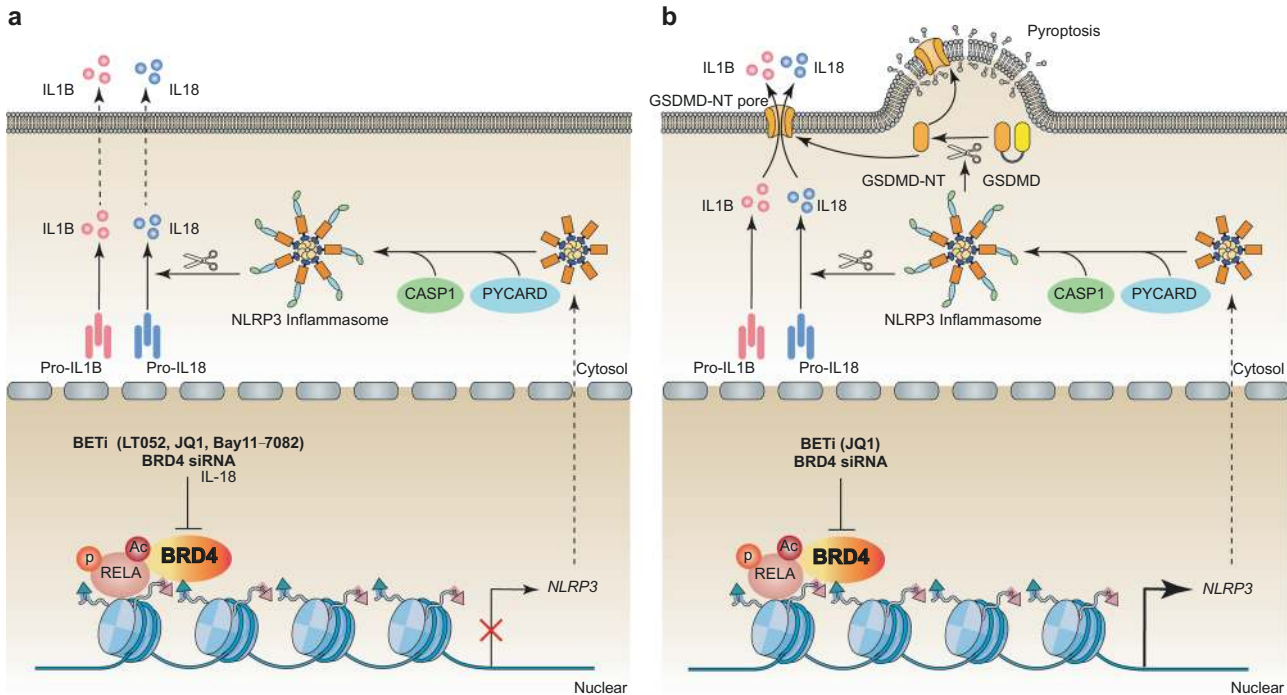 a
IL1B
IL18
IL1B
IL18
CASP1
PYCARD
NLRP3 Inflammasome
Pro-IL1B
Pro-IL18
Cytosol
BETi (LT052, JQ1, Bay11–7082)
BRD4 siRNA
IL-18
p
Ac
BRD4
RELA
NLRP3
Nuclear
b
Pyroptosis
IL1B
IL18
GSDMD-NT pore
GSDMD-NT
GSDMD
IL1B
IL18
CASP1
PYCARD
NLRP3 Inflammasome
Pro-IL1B
Pro-IL18
Cytosol
BETi (JQ1)
BRD4 siRNA
p
Ac
BRD4
RELA
NLRP3
Nuclear